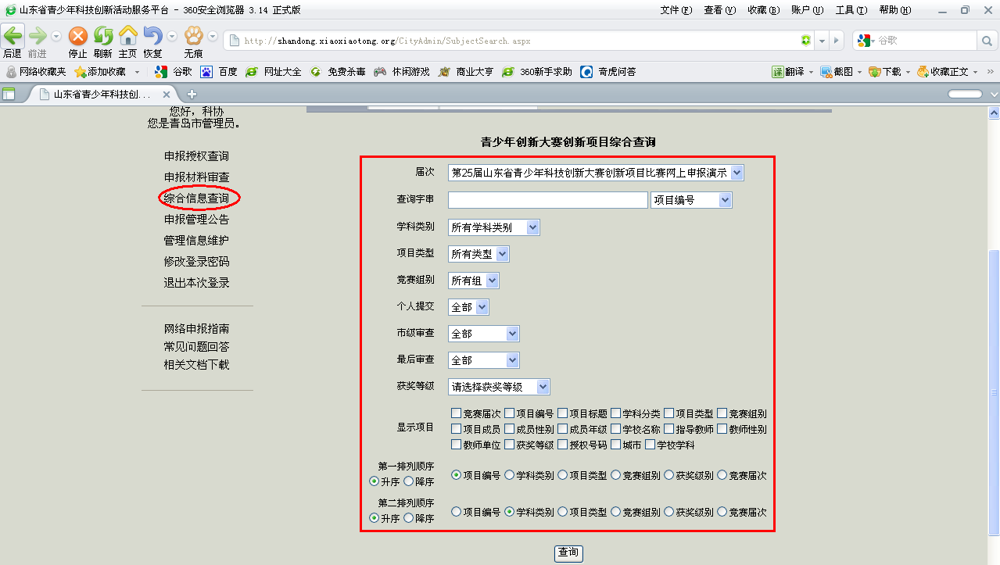 山东省青少年科技创新活动服务平台 - 360安全浏览器 3.14 正式版
文件(F) 查看(V) 收藏(B) 账户(U) 工具(T) 帮助(H)
http://shandong.xiaoxiaotong.org/CityAdmin/SubjectSearch.aspx
谷歌
后退 前进 停止 刷新 主页 恢复 无痕
网络收藏夹 添加收藏 谷歌 百度 网址大全 免费杀毒 休闲游戏 商业大亨 360新手求助 奇虎问答 译 翻译 截图 下载 收藏正文
山东省青少年科技创...
您好，科协
您是青岛市管理员。
申报授权查询
申报材料审查
综合信息查询
申报管理公告
管理信息维护
修改登录密码
退出本次登录
网络申报指南
常见问题回答
相关文档下载
青少年创新大赛创新项目综合查询
届次 第25届山东省青少年科技创新大赛创新项目比赛网上申报演示
查询字串 项目编号
学科类别 所有学科类别
项目类型 所有类型
竞赛组别 所有组
个人提交 全部
市级审查 全部
最后审查 全部
获奖等级 请选择获奖等级
显示项目
竞赛届次 项目编号 项目标题 学科分类 项目类型 竞赛组别
项目成员 成员性别 成员年级 学校名称 指导教师 教师性别
教师单位 获奖等级 授权号码 城市 学校学科
第一排列顺序
升序 降序 项目编号 学科类别 项目类型 竞赛组别 获奖级别 竞赛届次
第二排列顺序
升序 降序 项目编号 学科类别 项目类型 竞赛组别 获奖级别 竞赛届次
查询